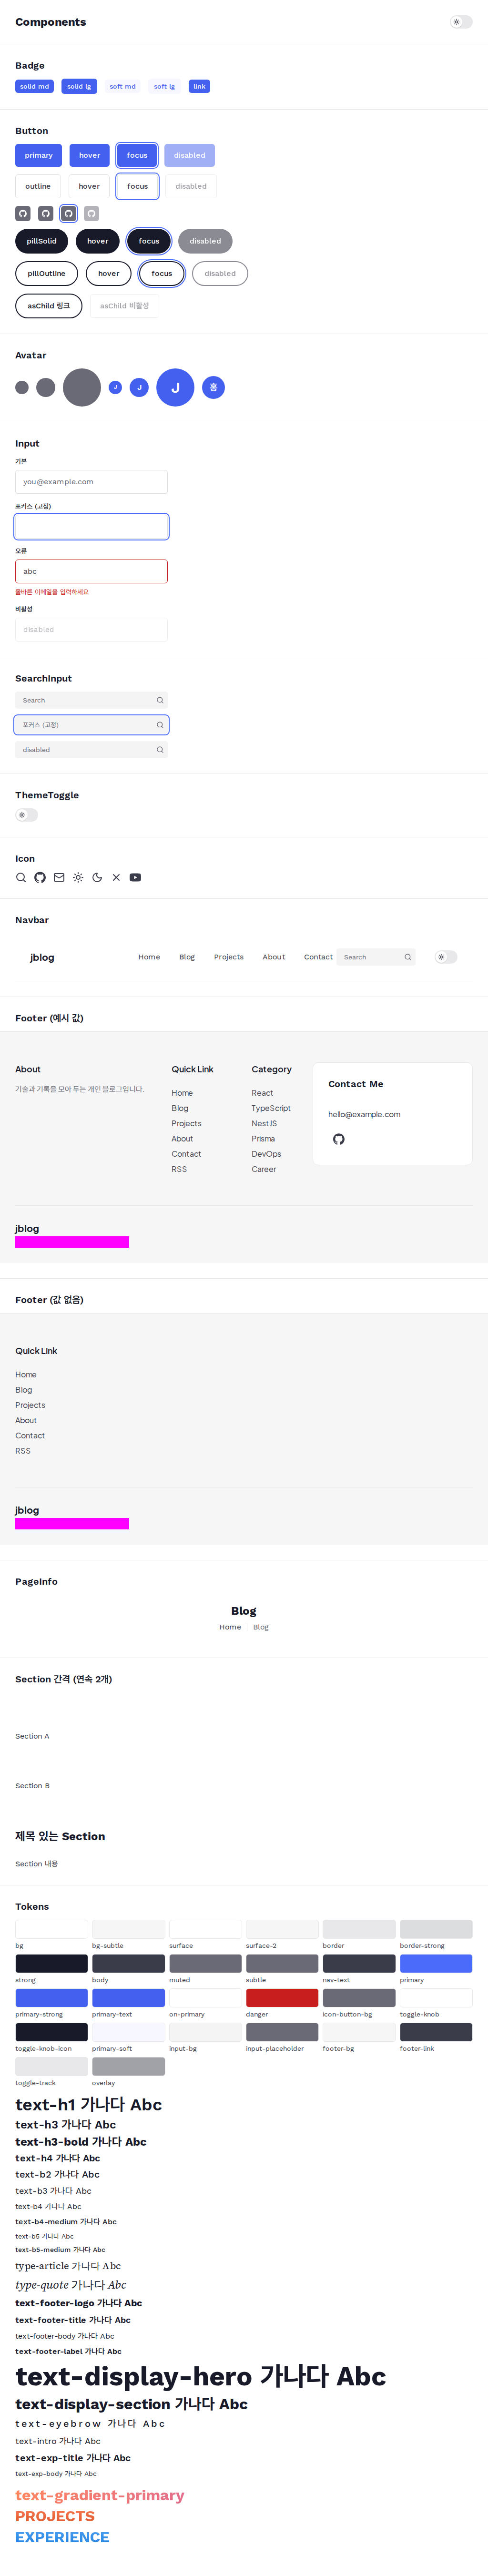 Components
Badge
solid md solid lg soft md soft lg link
Button
primary hover focus disabled
outline hover focus disabled
pillSolid hover focus disabled
pillOutline hover focus disabled
asChild 링크 asChild 비활성
Avatar
J J J 홍
Input
기본
you@example.com
포커스 (고정)
오류
abc
올바른 이메일을 입력하세요
비활성
disabled
SearchInput
Search
포커스 (고정)
disabled
ThemeToggle
Icon
Navbar
jblog Home Blog Projects About Contact Search
Footer (예시 값)
About
기술과 기록을 모아 두는 개인 블로그입니다.
Quick Link
Home
Blog
Projects
About
Contact
RSS
Category
React
TypeScript
NestJS
Prisma
DevOps
Career
Contact Me
hello@example.com
jblog
Footer (값 없음)
Quick Link
Home
Blog
Projects
About
Contact
RSS
jblog
PageInfo
Blog
Home | Blog
Section 간격 (연속 2개)
Section A
Section B
제목 있는 Section
Section 내용
Tokens
bg bg-subtle surface surface-2 border border-strong
strong body muted subtle nav-text primary
primary-strong primary-text on-primary danger icon-button-bg toggle-knob
toggle-knob-icon primary-soft input-bg input-placeholder footer-bg footer-link
toggle-track overlay
text-h1 가나다 Abc
text-h3 가나다 Abc
text-h3-bold 가나다 Abc
text-h4 가나다 Abc
text-b2 가나다 Abc
text-b3 가나다 Abc
text-b4 가나다 Abc
text-b4-medium 가나다 Abc
text-b5 가나다 Abc
text-b5-medium 가나다 Abc
type-article 가나다 Abc
type-quote 가나다 Abc
text-footer-logo 가나다 Abc
text-footer-title 가나다 Abc
text-footer-body 가나다 Abc
text-footer-label 가나다 Abc
text-display-hero 가나다 Abc
text-display-section 가나다 Abc
text-eyebrow 가나다 Abc
text-intro 가나다 Abc
text-exp-title 가나다 Abc
text-exp-body 가나다 Abc
text-gradient-primary
PROJECTS
EXPERIENCE